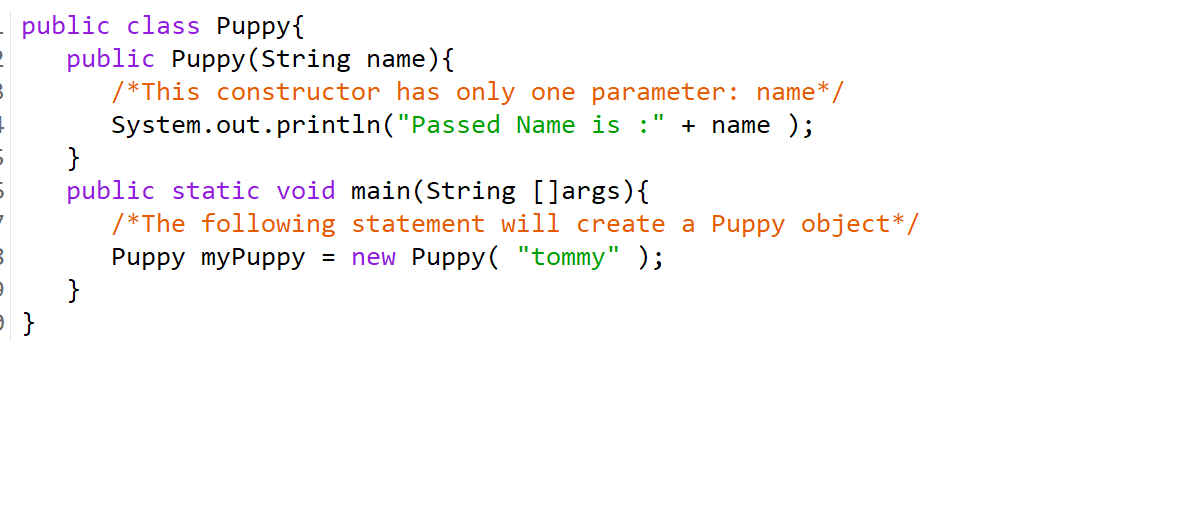 public class Puppy{
public Puppy(String name){
/*This constructor has only one parameter: name*/
System.out.println("Passed Name is :" + name );
}
public static void main(String []args){
/*The following statement will create a Puppy object*/
Puppy myPuppy = new Puppy( "tommy" );
}
}